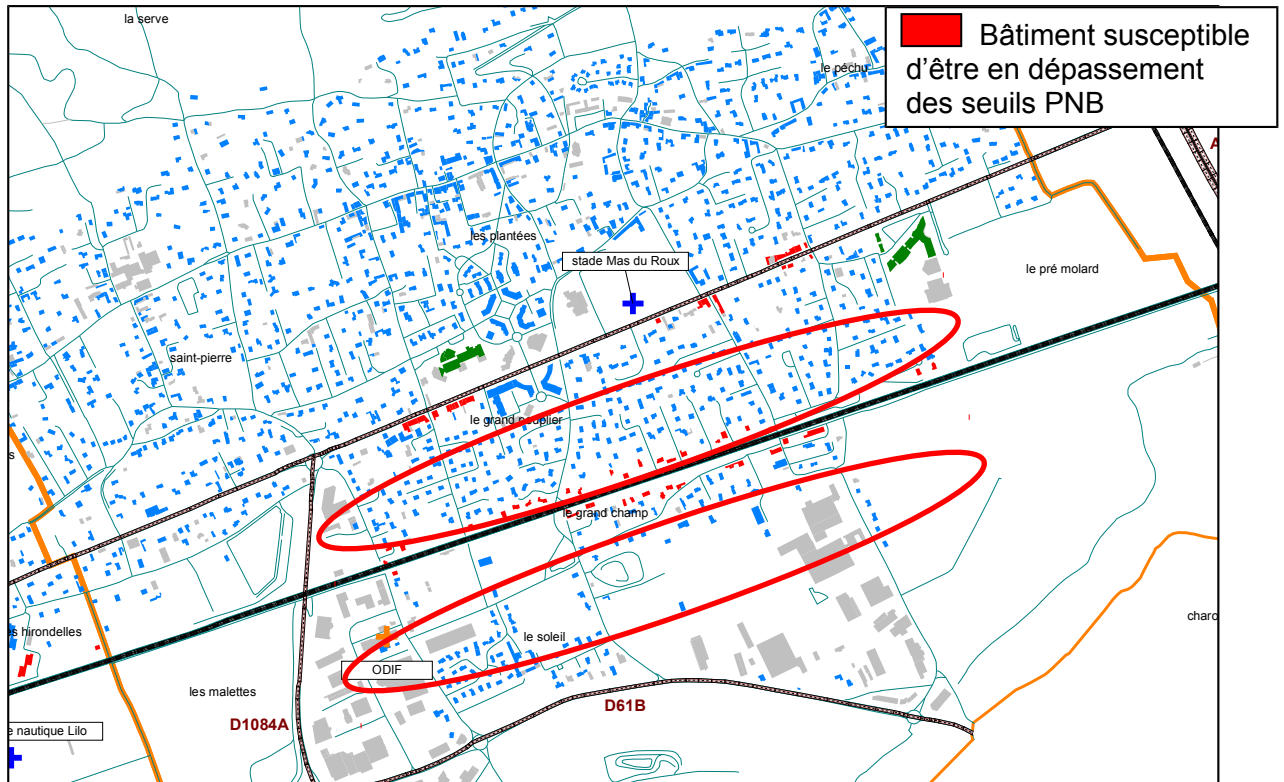 la serve
Bâtiment susceptible
d'être en dépassement
des seuils PNB
le péchu
A
les plantées
stade Mas du Roux
le pré molard
saint-pierre
le grand peuplier
s
le grand champ
es hirondelles
le soleil
charo
ODIF
les malettes
D61B
D1084A
e nautique Lilo